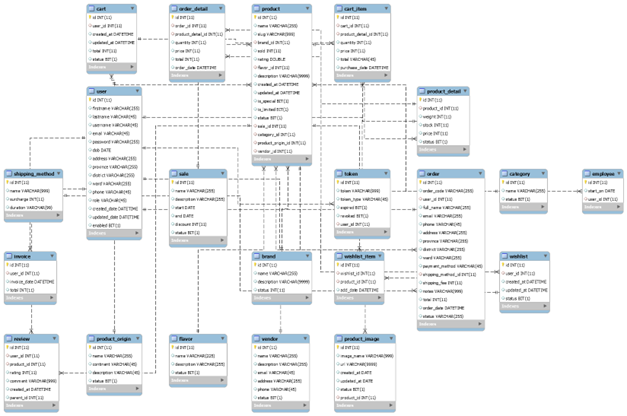 cart
id INT(11)
user_id INT(11)
created_at DATETIME
updated_at DATETIME
total INT(11)
status BIT(1)
Indexes
order_detail
id INT(11)
order_id INT(11)
product_detail_id INT(11)
quantity INT(11)
price INT(11)
total INT(11)
order_date DATETIME
Indexes
product
id INT(11)
name VARCHAR(255)
slug VARCHAR(999)
brand_id INT(11)
sold INT(11)
rating DOUBLE
flavor_id INT(11)
description VARCHAR(9999)
created_at DATETIME
updated_at DATETIME
is_special BIT(1)
is_limited BIT(1)
status BIT(1)
sale_id INT(11)
category_id INT(11)
product_origin_id INT(11)
vendor_id INT(11)
Indexes
cart_item
id INT(11)
cart_id INT(11)
product_detail_id INT(11)
quantity INT(11)
price INT(11)
total VARCHAR(45)
purchase_date DATETIME
Indexes
user
id INT(11)
firstname VARCHAR(255)
lastname VARCHAR(45)
username VARCHAR(45)
email VARCHAR(45)
password VARCHAR(255)
dob DATE
address VARCHAR(255)
province VARCHAR(255)
district VARCHAR(255)
ward VARCHAR(255)
phone VARCHAR(45)
role VARCHAR(45)
created_date DATETIME
updated_date DATETIME
enabled BIT(1)
Indexes
product_detail
id INT(11)
product_id INT(11)
weight INT(11)
stock INT(11)
price INT(11)
status BIT(1)
Indexes
shipping_method
id INT(11)
name VARCHAR(999)
surcharge INT(11)
duration VARCHAR(99)
Indexes
sale
id INT(11)
name VARCHAR(255)
description VARCHAR(255)
start DATE
end DATE
discount INT(11)
status BIT(1)
Indexes
token
id INT(11)
token VARCHAR(999)
token_type VARCHAR(45)
expired BIT(1)
revoked BIT(1)
user_id INT(11)
Indexes
order
id INT(11)
order_code VARCHAR(255)
user_id INT(11)
full_name VARCHAR(255)
email VARCHAR(255)
phone VARCHAR(45)
address VARCHAR(255)
province VARCHAR(255)
district VARCHAR(255)
ward VARCHAR(255)
payment_method VARCHAR(45)
shipping_method_id INT(11)
shipping_fee INT(11)
notes VARCHAR(999)
total INT(11)
order_date DATETIME
status VARCHAR(255)
Indexes
category
id INT(11)
name VARCHAR(255)
status BIT(1)
Indexes
employee
id INT(11)
start_on DATE
user_id INT(11)
Indexes
invoice
id INT(11)
user_id INT(11)
invoice_date DATETIME
total INT(11)
Indexes
brand
id INT(11)
name VARCHAR(255)
description VARCHAR(9999)
status INT(11)
Indexes
wishlist_item
id INT(11)
wishlist_id INT(11)
product_id INT(11)
add_date DATETIME
Indexes
wishlist
id INT(11)
user_id INT(11)
created_at DATETIME
updated_at DATETIME
status BIT(1)
Indexes
review
id INT(11)
user_id INT(11)
product_id INT(11)
rating INT(11)
comment VARCHAR(999)
created_at DATETIME
parent_id INT(11)
Indexes
product_origin
id INT(11)
name VARCHAR(255)
continent VARCHAR(45)
description VARCHAR(45)
status BIT(1)
Indexes
flavor
id INT(11)
name VARCHAR(225)
description VARCHAR(255)
status BIT(1)
Indexes
vendor
id INT(11)
name VARCHAR(255)
description VARCHAR(255)
email VARCHAR(45)
address VARCHAR(255)
phone VARCHAR(45)
status BIT(1)
Indexes
product_image
id INT(11)
image_name VARCHAR(999)
url VARCHAR(9999)
created_at DATE
updated_at DATE
status BIT(1)
product_id INT(11)
Indexes